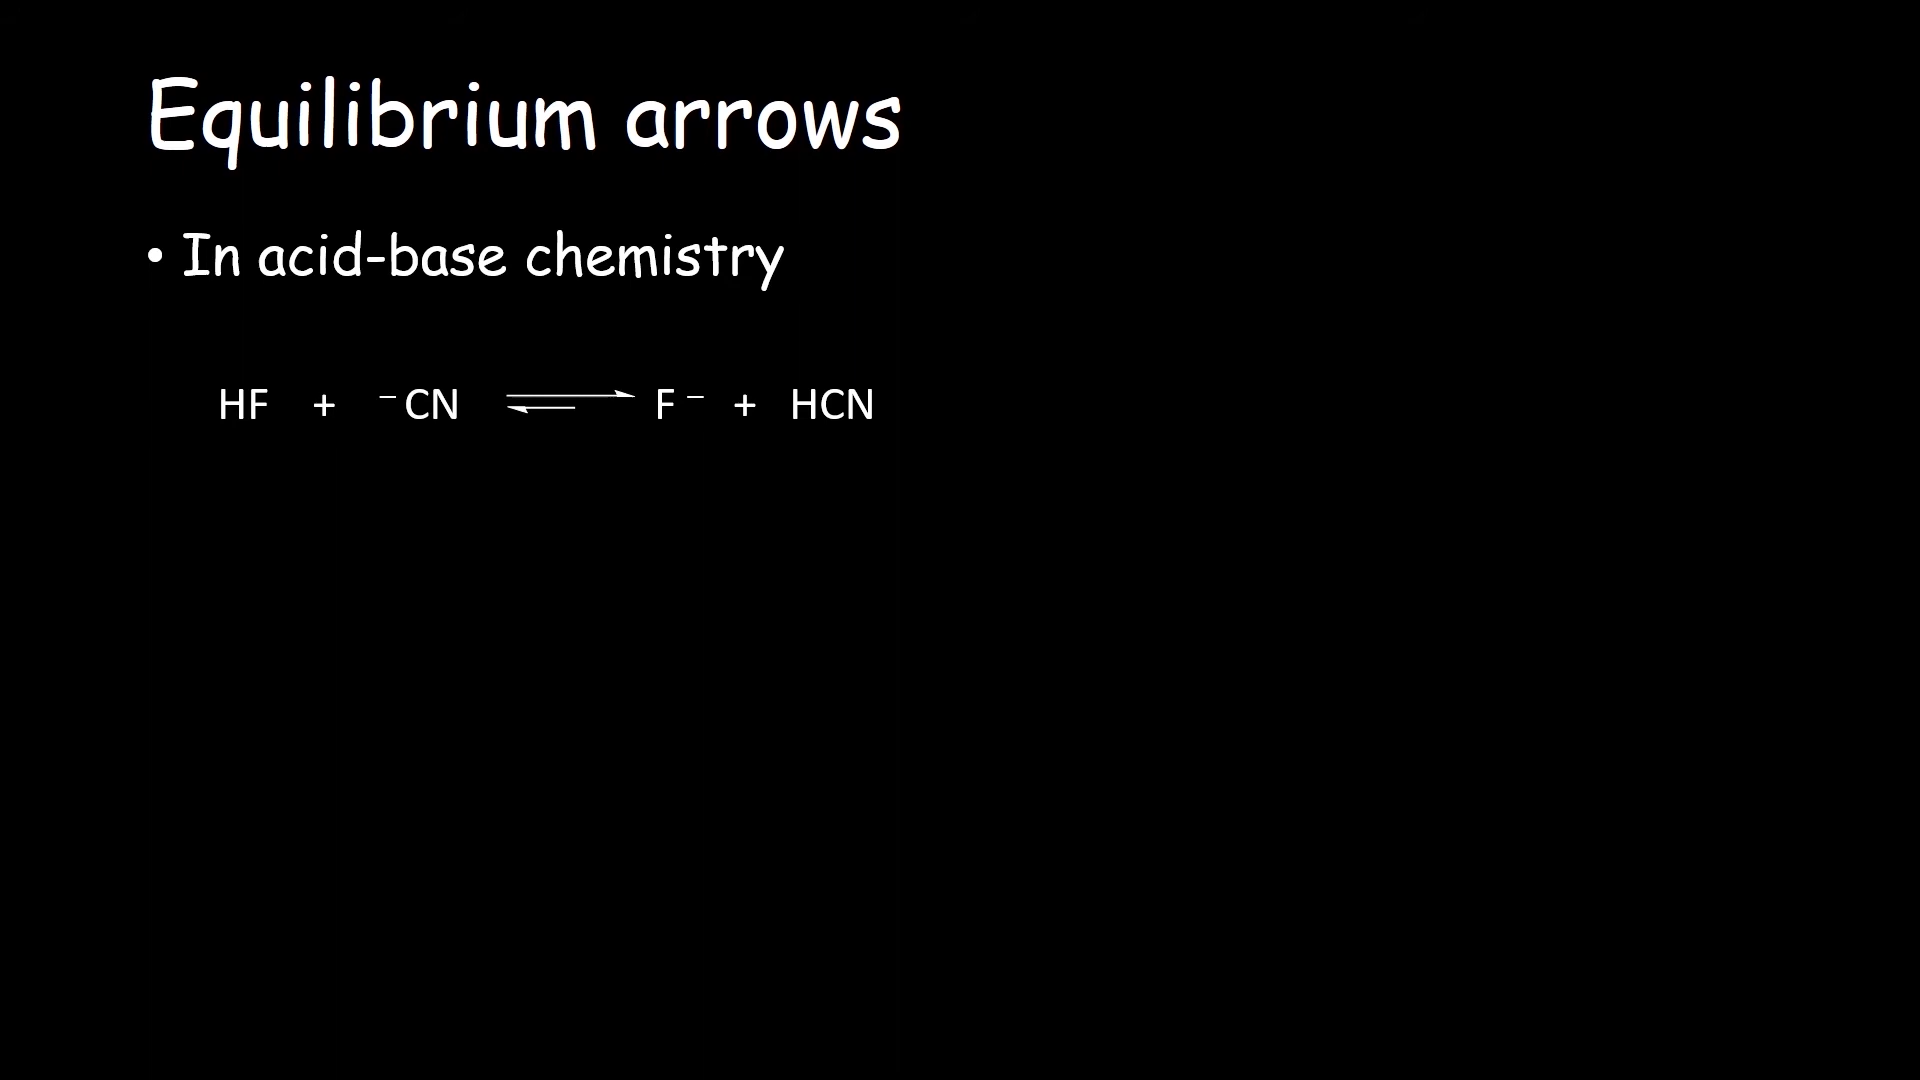 Equilibrium arrows
• In acid-base chemistry
HF + ⁻CN ⇌ F⁻ + HCN